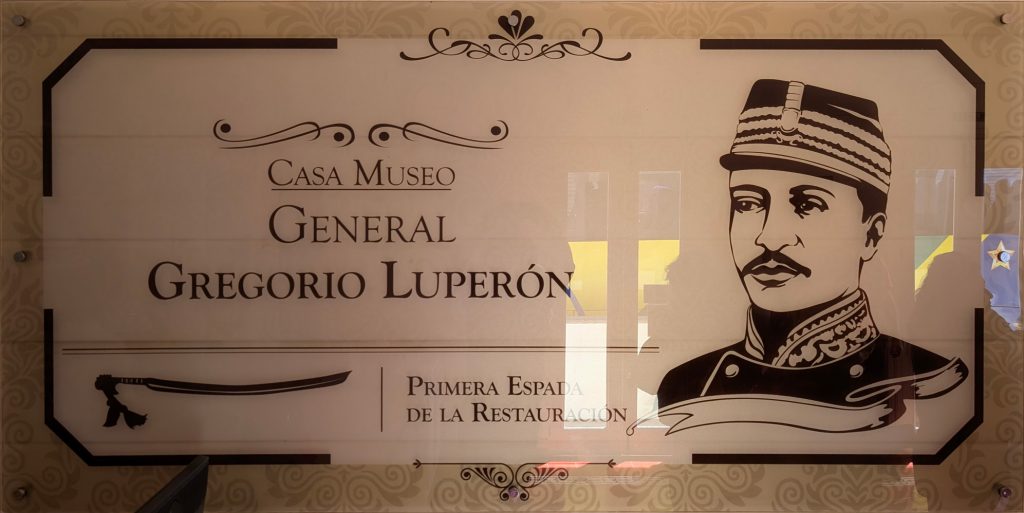 CASA MUSEO
GENERAL
GREGORIO LUPERÓN
PRIMERA ESPADA
DE LA RESTAURACIÓN